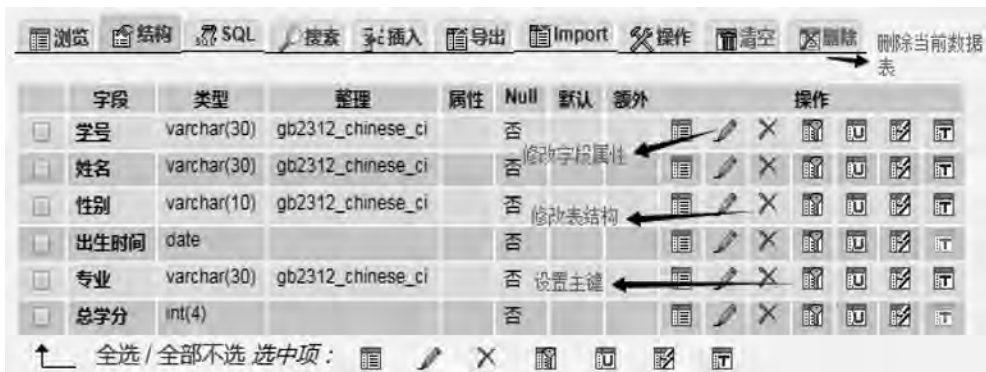 浏览 结构 SQL 搜索 插入 导出 Import 操作 清空 删除
删除当前数据表
字段 类型 整理 属性 Null 默认 额外 操作
学号 varchar(30) gb2312_chinese_ci 否
修改字段属性
姓名 varchar(30) gb2312_chinese_ci 否
性别 varchar(10) gb2312_chinese_ci 否
修改表结构
出生时间 date 否
专业 varchar(30) gb2312_chinese_ci 否 设置主键
总学分 int(4) 否
全选 / 全部不选 选中项：